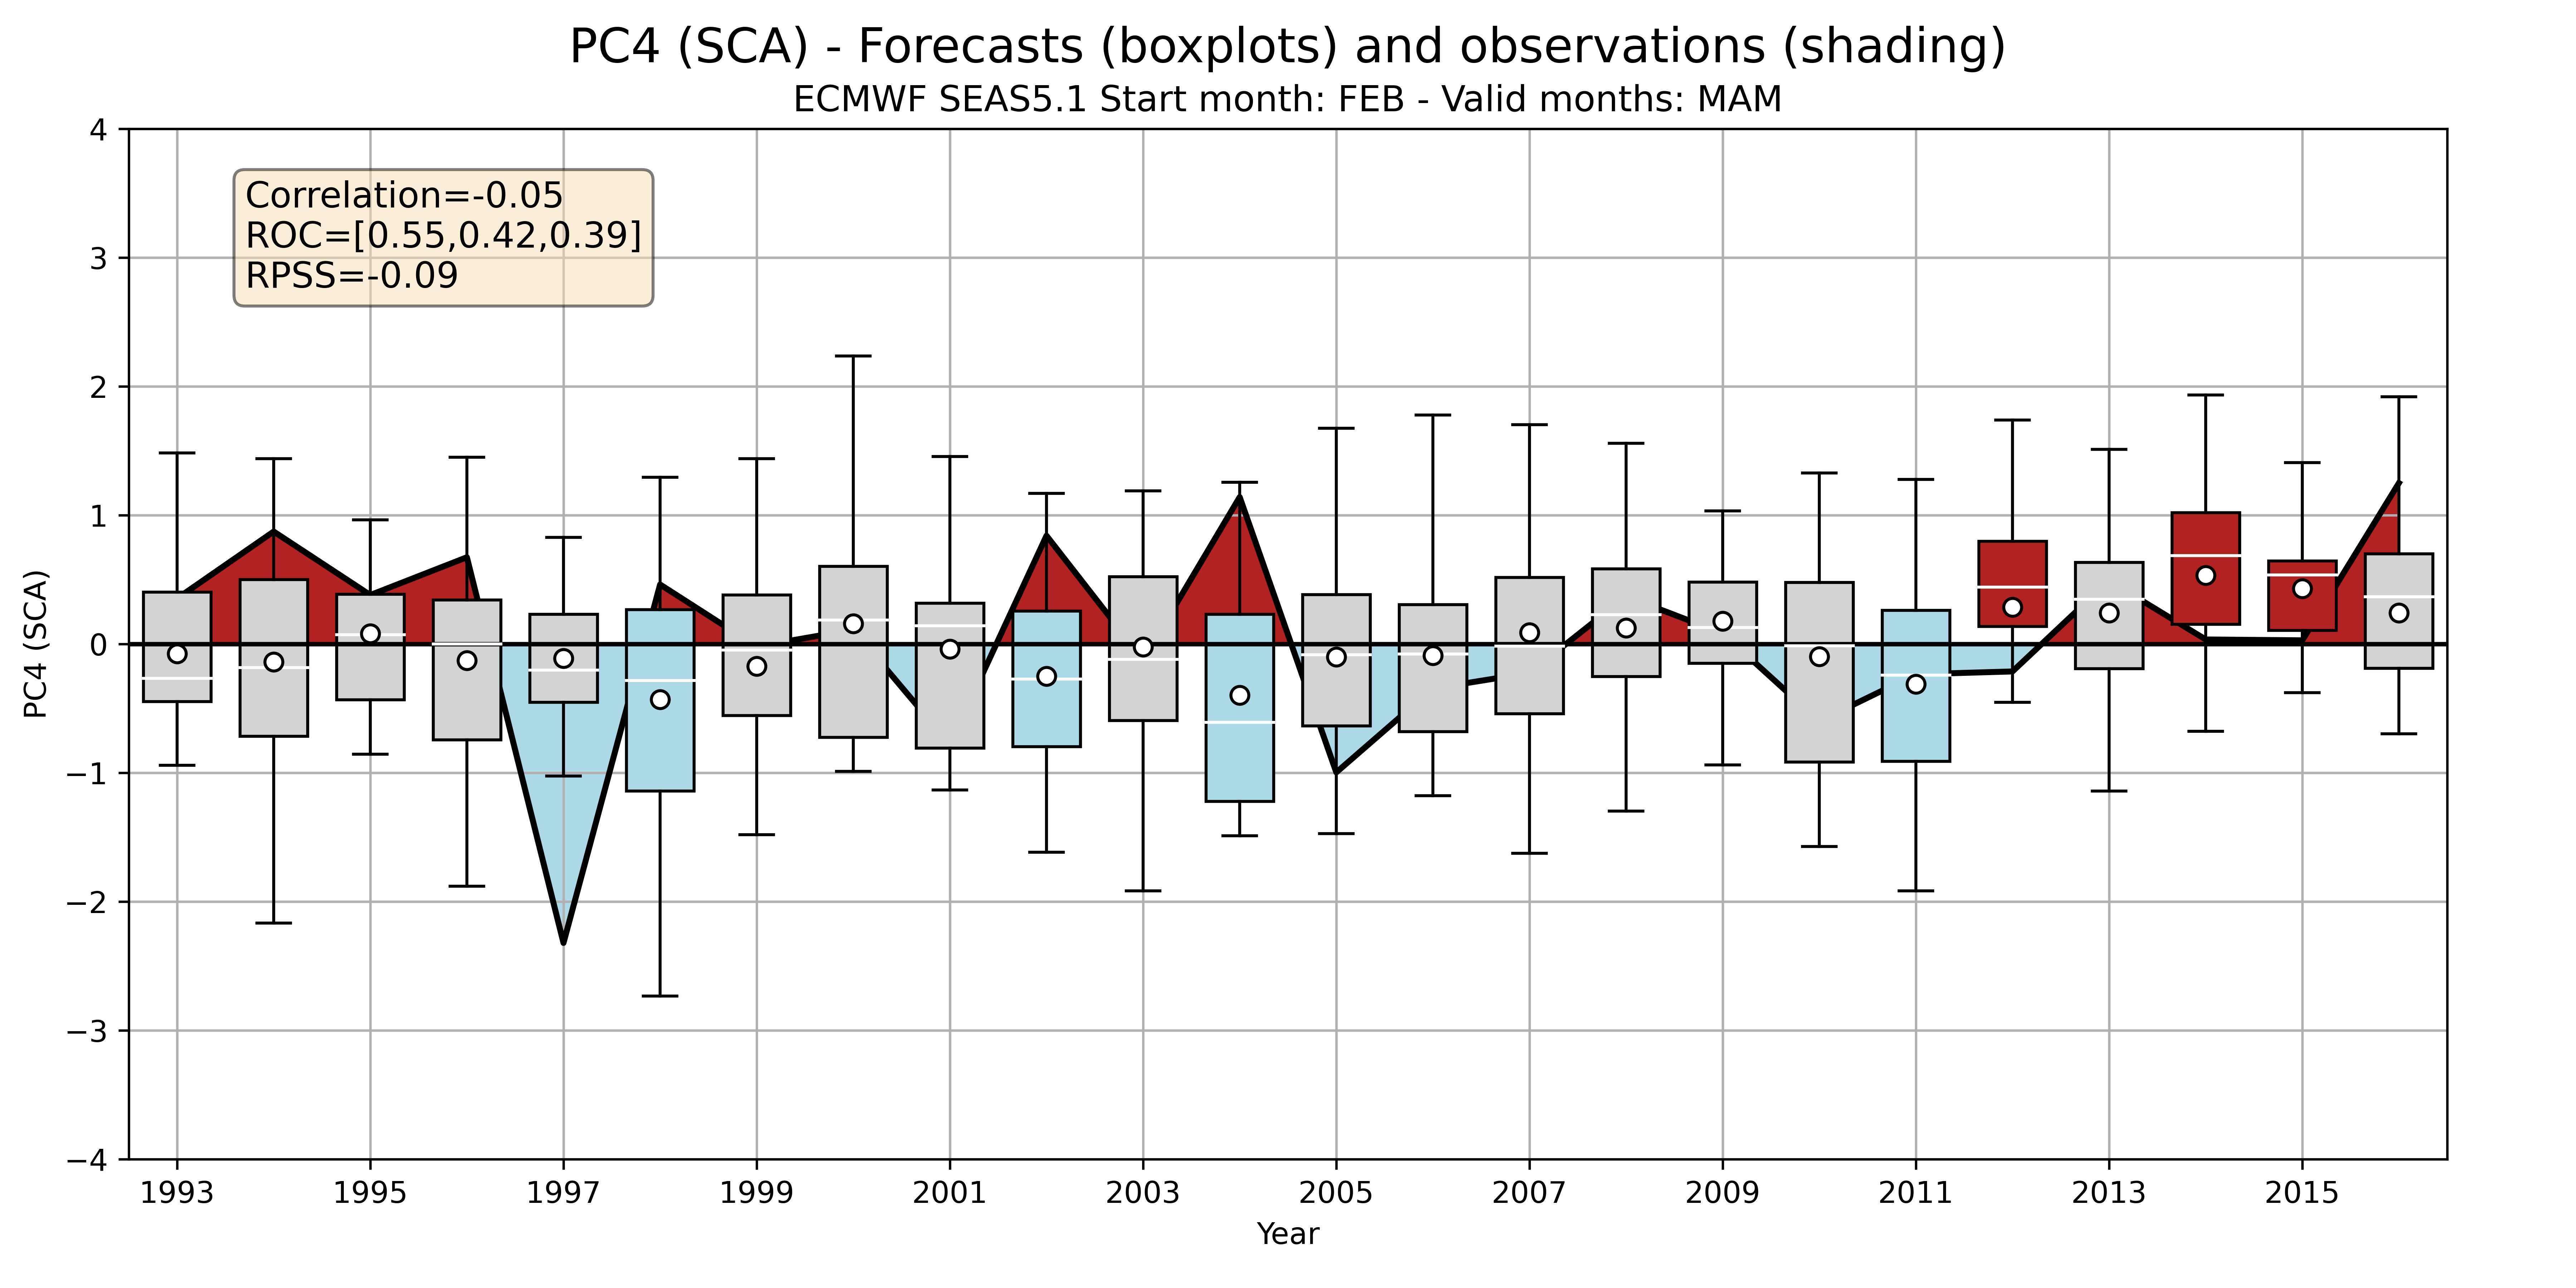 PC4 (SCA) - Forecasts (boxplots) and observations (shading)
ECMWF SEAS5.1 Start month: FEB - Valid months: MAM
Correlation=-0.05
ROC=[0.55,0.42,0.39]
RPSS=-0.09
PC4 (SCA)
4
3
2
1
0
−1
−2
−3
−4
1993 1995 1997 1999 2001 2003 2005 2007 2009 2011 2013 2015
Year